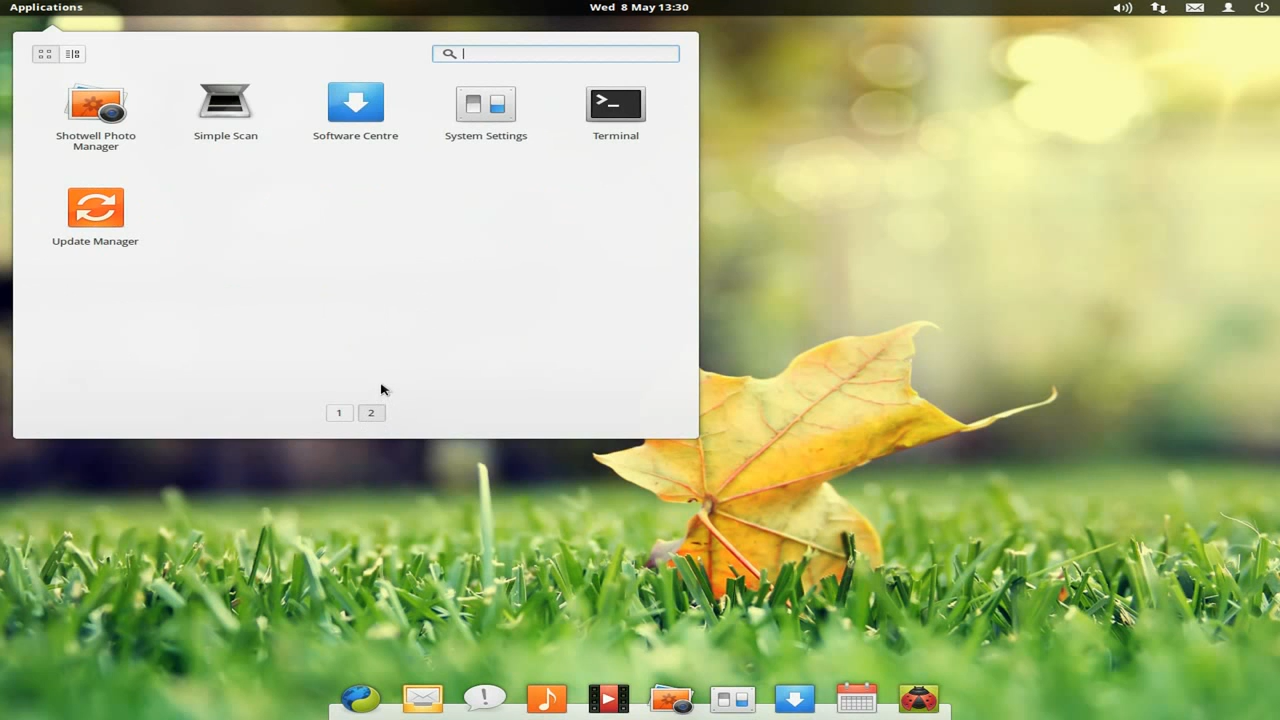 Applications
Wed 8 May 13:30
Shotwell Photo
Manager
Simple Scan
Software Centre
System Settings
>_
Terminal
Update Manager
1
2